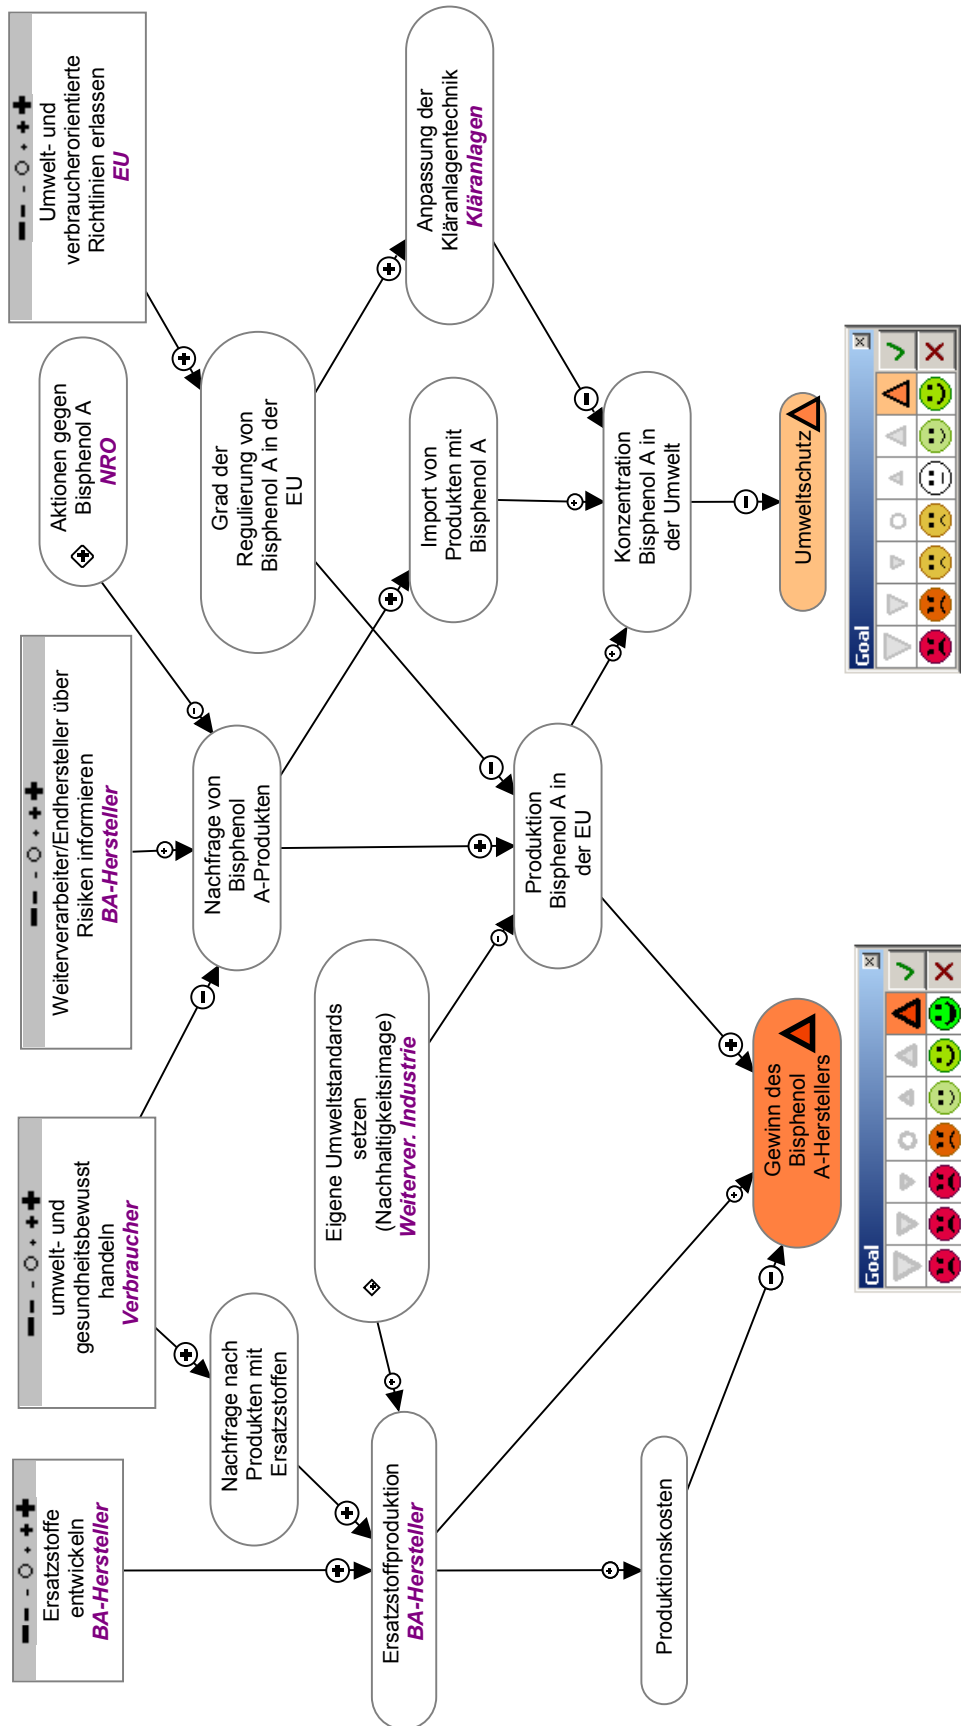 Ersatzstoffe
entwickeln
BA-Hersteller
umwelt- und
gesundheitsbewusst
handeln
Verbraucher
Weiterverarbeiter/Endhersteller über
Risiken informieren
BA-Hersteller
Aktionen gegen
Bisphenol A
NRO
Umwelt- und
verbraucherorientierte
Richtlinien erlassen
EU
Nachfrage nach
Produkten mit
Ersatzstoffen
Nachfrage von
Bisphenol
A-Produkten
Grad der
Regulierung von
Bisphenol A in der
EU
Eigene Umweltstandards
setzen
(Nachhaltigkeitsimage)
Weiterver. Industrie
Ersatzstoffproduktion
BA-Hersteller
Import von
Produkten mit
Bisphenol A
Anpassung der
Kläranlagentechnik
Kläranlagen
Produktion
Bisphenol A in
der EU
Konzentration
Bisphenol A in
der Umwelt
Produktionskosten
Gewinn des
Bisphenol
A-Herstellers
Umweltschutz
Goal
Goal